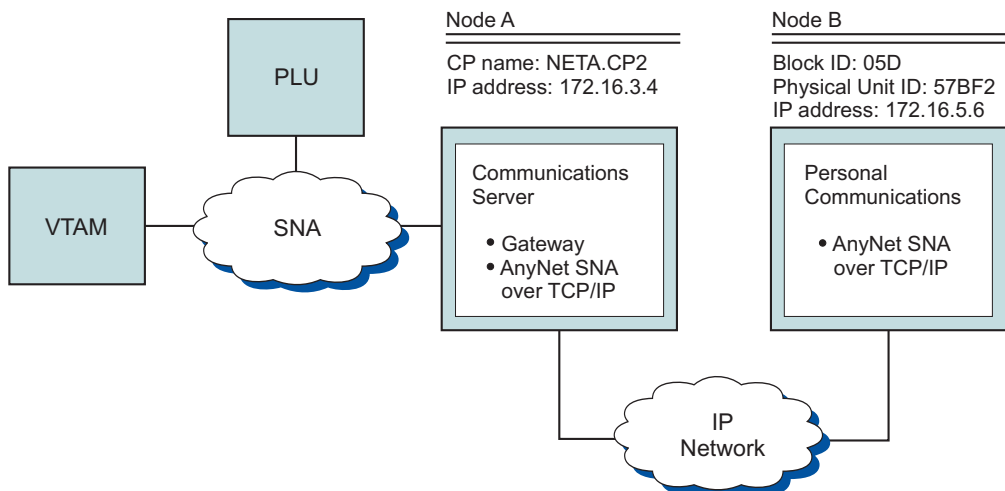 Node A
CP name: NETA.CP2
IP address: 172.16.3.4
Node B
Block ID: 05D
Physical Unit ID: 57BF2
IP address: 172.16.5.6
PLU
VTAM
SNA
Communications
Server
• Gateway
• AnyNet SNA
over TCP/IP
Personal
Communications
• AnyNet SNA
over TCP/IP
IP
Network